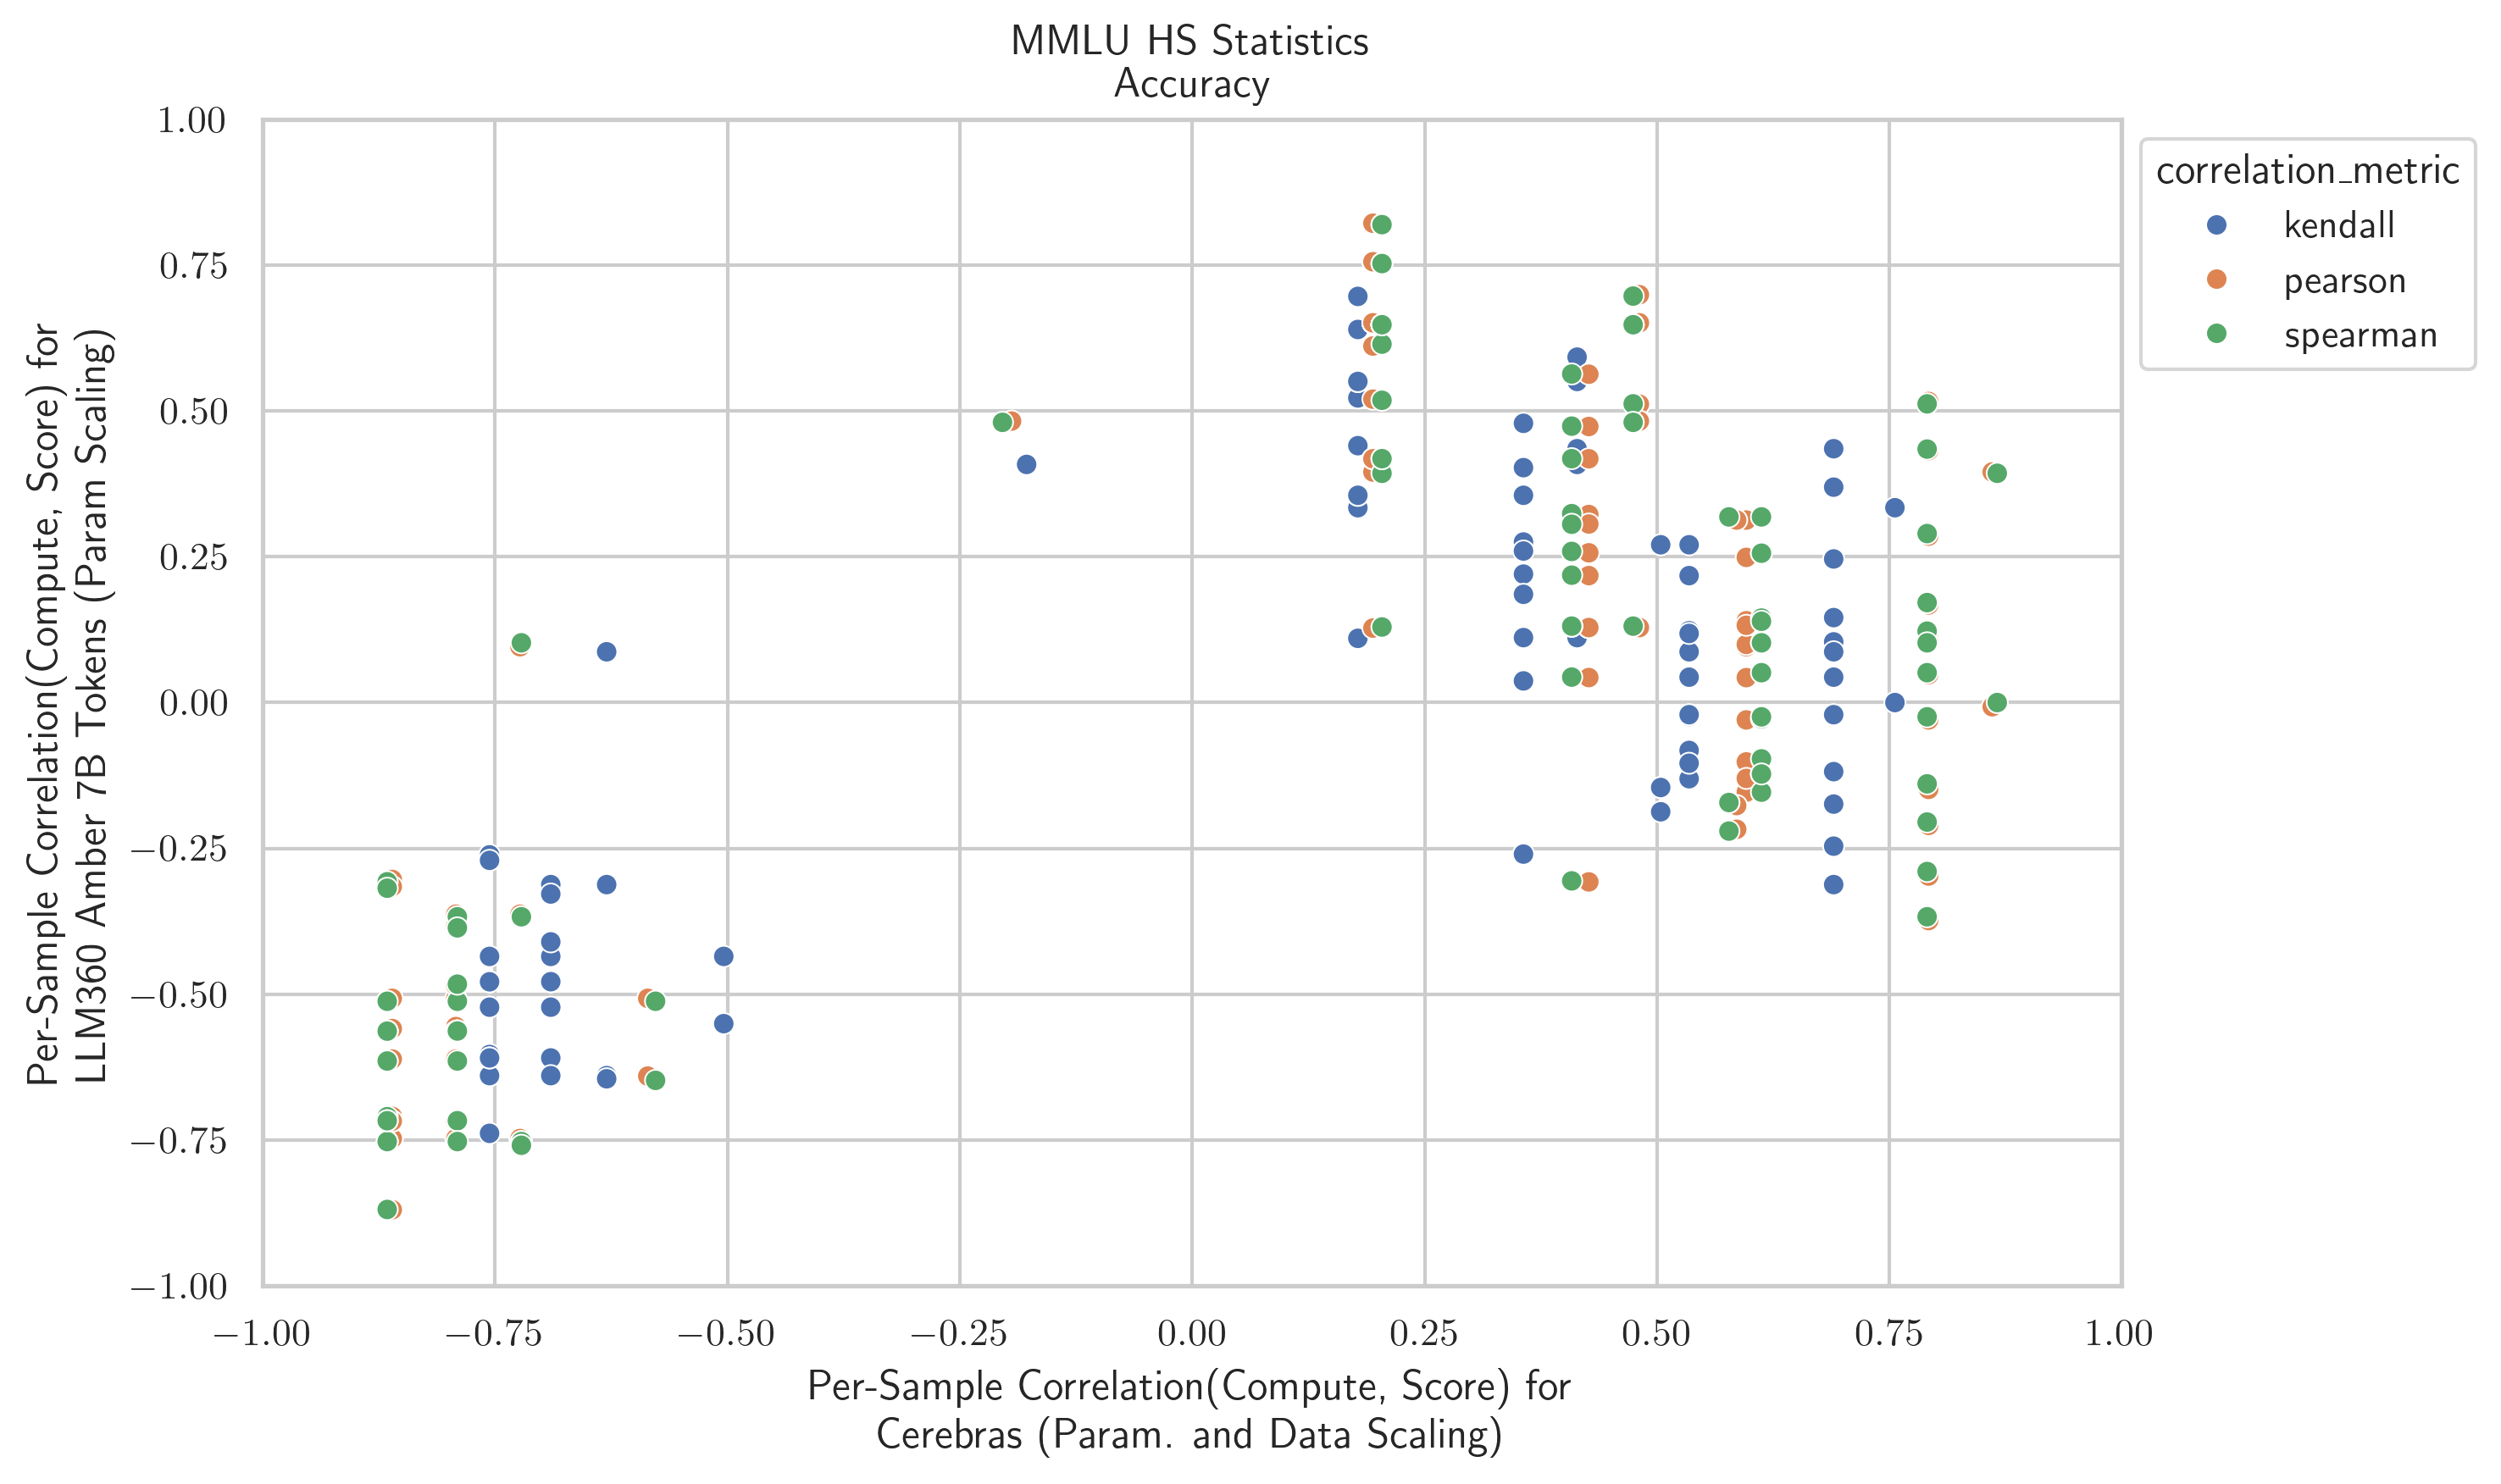 MMLU HS Statistics
Accuracy
1.00
0.75
0.50
0.25
0.00
−0.25
−0.50
−0.75
−1.00
Per-Sample Correlation(Compute, Score) for
LLM360 Amber 7B Tokens (Param Scaling)
−1.00 −0.75 −0.50 −0.25 0.00 0.25 0.50 0.75 1.00
Per-Sample Correlation(Compute, Score) for
Cerebras (Param. and Data Scaling)
correlation_metric
kendall
pearson
spearman